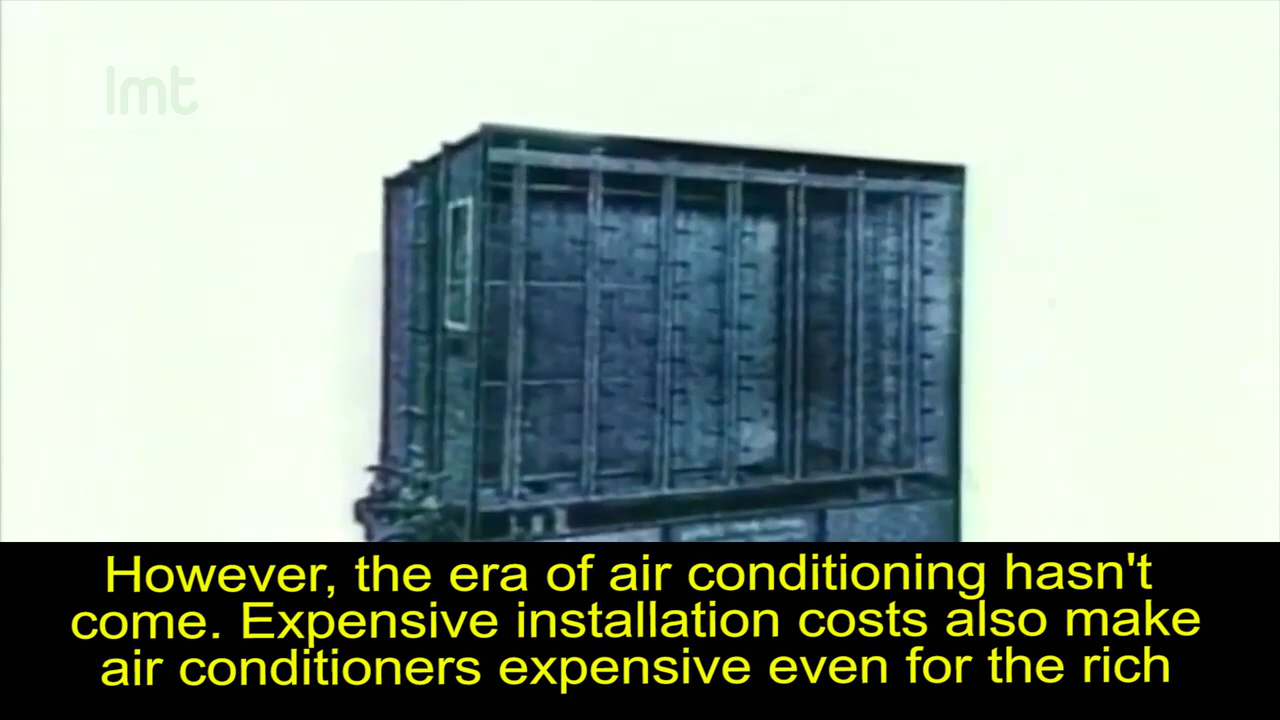 lmt
However, the era of air conditioning hasn't
come. Expensive installation costs also make
air conditioners expensive even for the rich